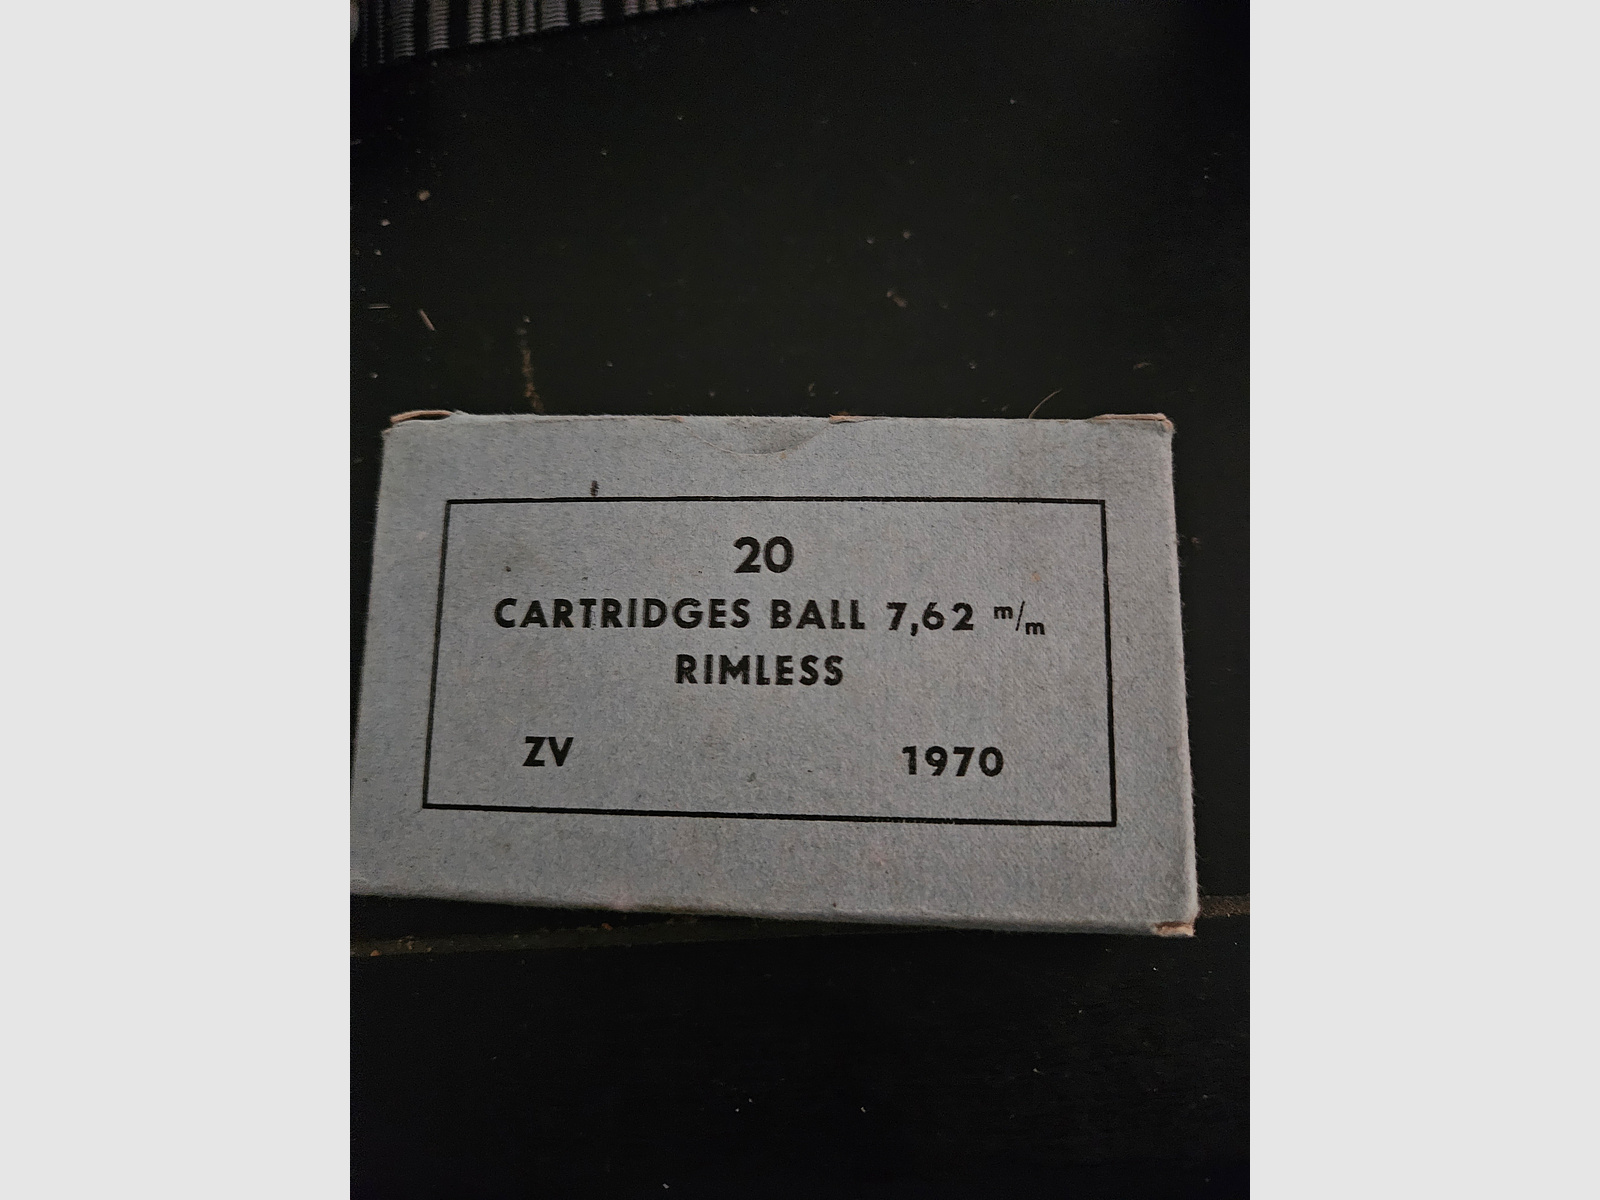 20
CARTRIDGES BALL 7,62 m/m
RIMLESS
ZV 1970